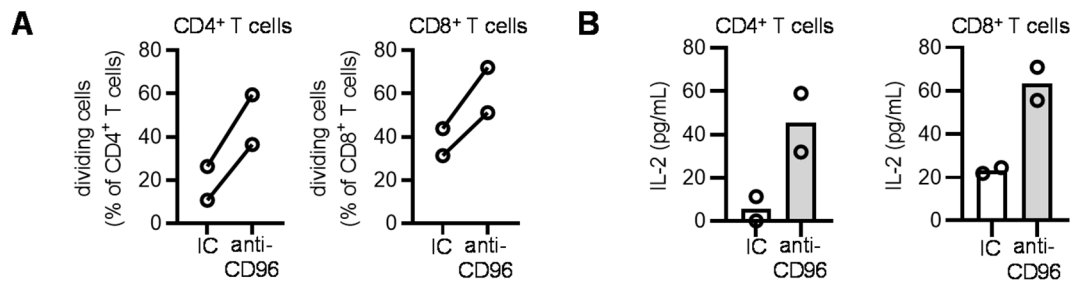 A
CD4⁺ T cells
dividing cells
(% of CD4⁺ T cells)
80
60
40
20
0
IC
anti-
CD96
CD8⁺ T cells
dividing cells
(% of CD8⁺ T cells)
80
60
40
20
0
IC
anti-
CD96
B
CD4⁺ T cells
IL-2 (pg/mL)
80
60
40
20
0
IC
anti-
CD96
CD8⁺ T cells
IL-2 (pg/mL)
80
60
40
20
0
IC
anti-
CD96